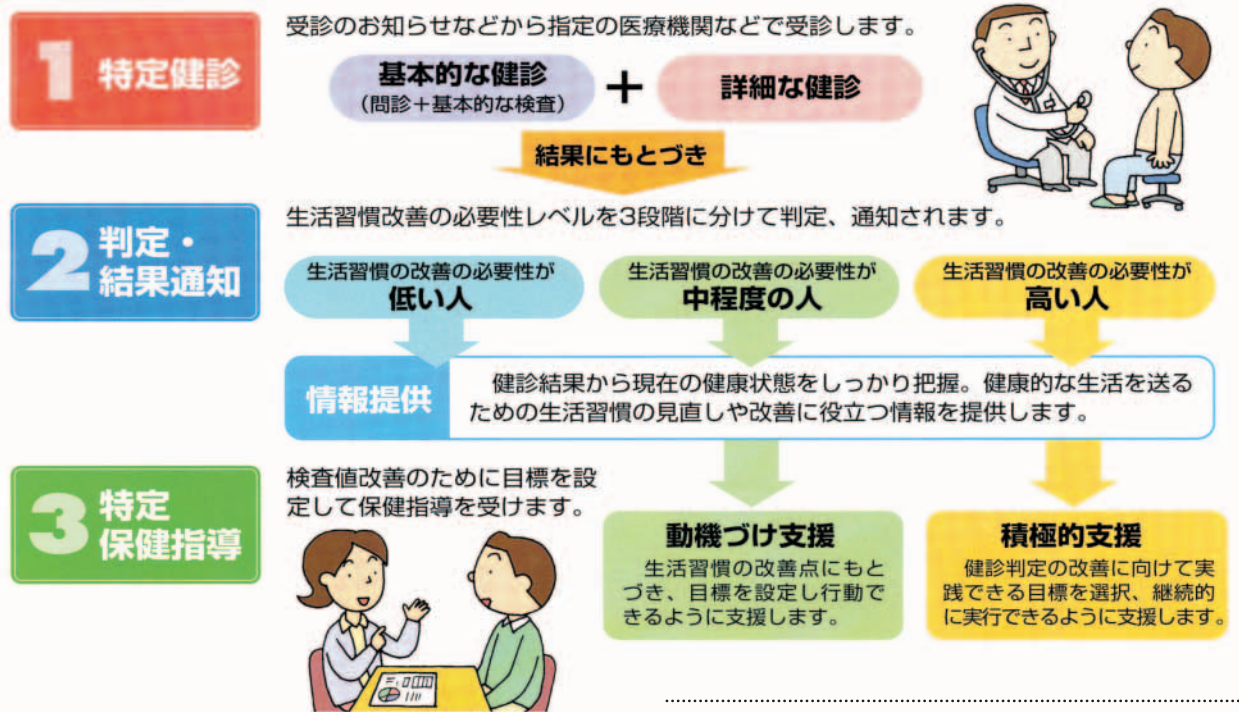 1 特定健診
受診のお知らせなどから指定の医療機関などで受診します。
基本的な健診
（問診＋基本的な検査）
＋
詳細な健診
結果にもとづき
2 判定・
結果通知
生活習慣改善の必要性レベルを3段階に分けて判定、通知されます。
生活習慣の改善の必要性が
低い人
生活習慣の改善の必要性が
中程度の人
生活習慣の改善の必要性が
高い人
情報提供
健診結果から現在の健康状態をしっかり把握。健康的な生活を送る
ための生活習慣の見直しや改善に役立つ情報を提供します。
3 特定
保健指導
検査値改善のために目標を設
定して保健指導を受けます。
動機づけ支援
生活習慣の改善点にもと
づき、目標を設定し行動で
きるように支援します。
積極的支援
健診判定の改善に向けて実
践できる目標を選択、継続的
に実行できるように支援します。